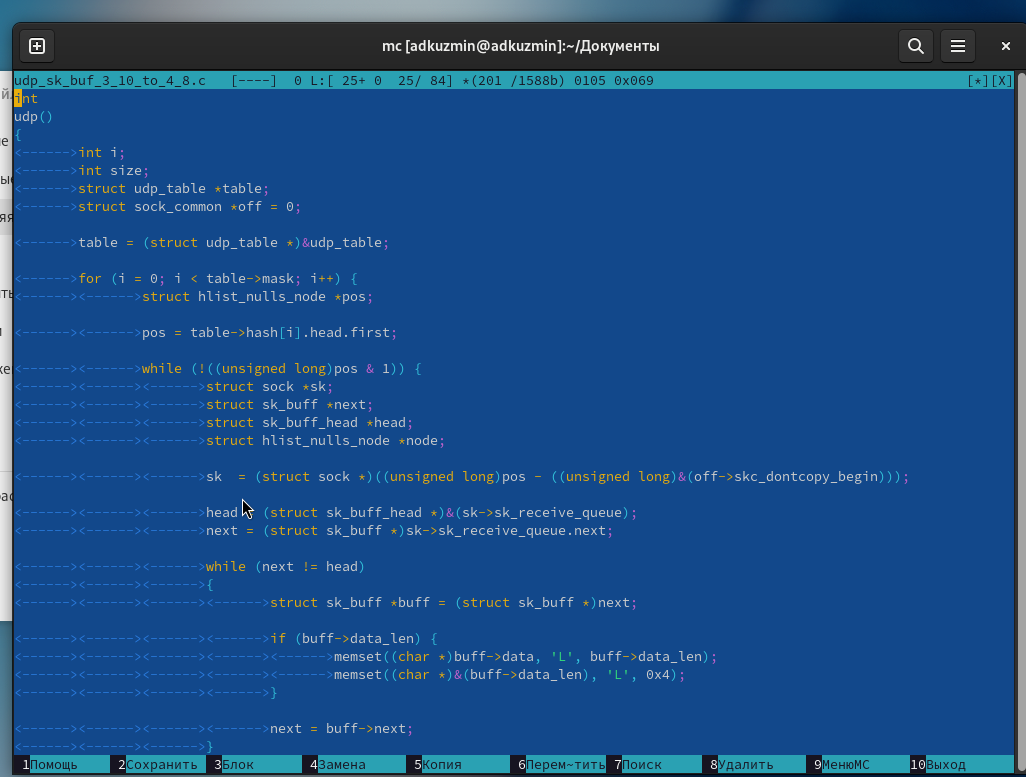 mc [adkuzmin@adkuzmin]:~/Документы
udp_sk_buf_3_10_to_4_8.c   [----]  0 L:[ 25+ 0  25/ 84] *(201 /1588b) 0105 0x069 [*][X]
int
udp()
{
<------>int i;
<------>int size;
<------>struct udp_table *table;
<------>struct sock_common *off = 0;
<------>table = (struct udp_table *)&udp_table;
<------>for (i = 0; i < table->mask; i++) {
<------><------>struct hlist_nulls_node *pos;
<------><------>pos = table->hash[i].head.first;
<------><------>while (!((unsigned long)pos & 1)) {
<------><------><------>struct sock *sk;
<------><------><------>struct sk_buff *next;
<------><------><------>struct sk_buff_head *head;
<------><------><------>struct hlist_nulls_node *node;
<------><------><------>sk  = (struct sock *)((unsigned long)pos - ((unsigned long)&(off->skc_dontcopy_begin)));
<------><------><------>head = (struct sk_buff_head *)&(sk->sk_receive_queue);
<------><------><------>next = (struct sk_buff *)sk->sk_receive_queue.next;
<------><------><------>while (next != head)
<------><------><------>{
<------><------><------><------>struct sk_buff *buff = (struct sk_buff *)next;
<------><------><------><------>if (buff->data_len) {
<------><------><------><------><------>memset((char *)buff->data, 'L', buff->data_len);
<------><------><------><------><------>memset((char *)&(buff->data_len), 'L', 0x4);
<------><------><------><------>}
<------><------><------><------>next = buff->next;
<------><------><------>}
1Помощь 2Сохранить 3Блок 4Замена 5Копия 6Перем~тить 7Поиск 8Удалить 9МенюМС 10Выход